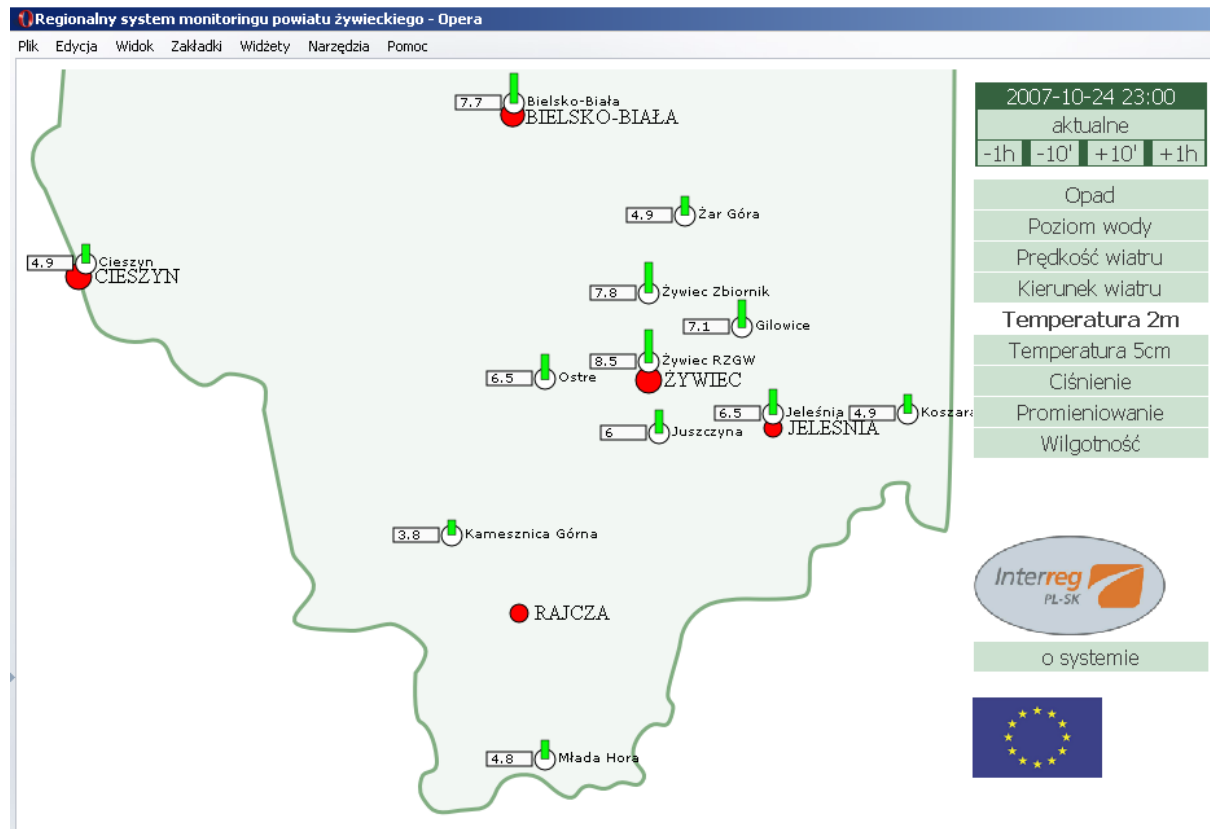 Regionalny system monitoringu powiatu żywieckiego - Opera
Plik Edycja Widok Zakładki Widżety Narzędzia Pomoc
2007-10-24 23:00
aktualne
-1h -10' +10' +1h
Opad
Poziom wody
Prędkość wiatru
Kierunek wiatru
Temperatura 2m
Temperatura 5cm
Ciśnienie
Promieniowanie
Wilgotność
Interreg
PL-SK
o systemie
7.7 Bielsko-Biała
BIELSKO-BIAŁA
4.9 Żar Góra
4.9 Cieszyn
CIESZYN
7.8 Żywiec Zbiornik
7.1 Gilowice
8.5 Żywiec RZGW
ŻYWIEC
6.5 Ostre
6.5 Jeleśnia
JELEŚNIA
4.9 Koszara
6 Juszczyna
3.8 Kamesznica Górna
RAJCZA
4.8 Młada Hora